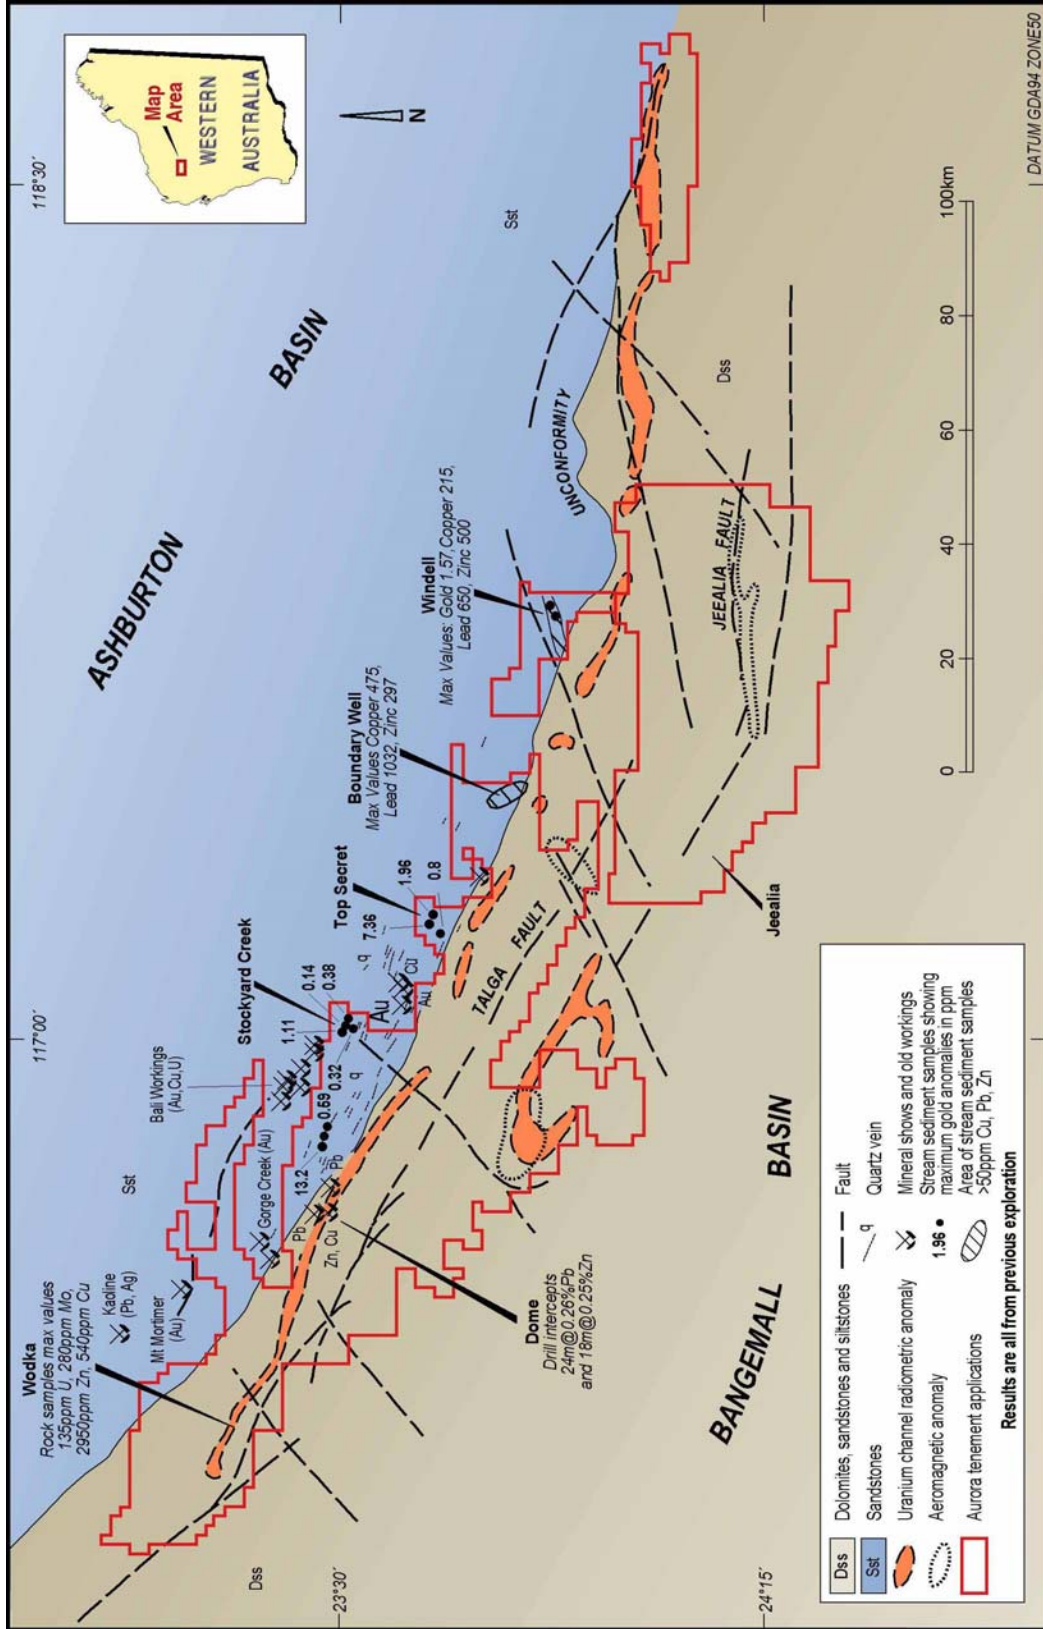 118°30´
117°00´
23°30´
24°15´
Map
Area
WESTERN
AUSTRALIA
N
ASHBURTON
BASIN
Sst
Sst
UNCONFORMITY
Wodka
Rock samples max values
135ppm U, 280ppm Mo,
2950ppm Zn, 540ppm Cu
Kaoline
(Pb, Ag)
Mt Mortimer
(Au)
Gorge Creek (Au)
Bali Workings
(Au,Cu,U)
Stockyard Creek
1.11
0.14
0.38
0.32
0.59
13.2
q
q
Au
Au
Cu
Top Secret
7.36
1.96
0.8
Boundary Well
Max Values Copper 475,
Lead 1032, Zinc 297
Windell
Max Values: Gold 1.57,Copper 215,
Lead 650, Zinc 500
Pb
Pb
Zn, Cu
Dome
Drill intercepts
24m@0.26%Pb
and 18m@0.25%Zn
TALGA FAULT
JEEALIA FAULT
Jeealia
Dss
Dss
BANGEMALL
BASIN
Dss Dolomites, sandstones and siltstones
Sst Sandstones
Uranium channel radiometric anomaly
Aeromagnetic anomaly
Aurora tenement applications
Fault
q Quartz vein
Mineral shows and old workings
1.96 Stream sediment samples showing
maximum gold anomalies in ppm
Area of stream sediment samples
>50ppm Cu, Pb, Zn
Results are all from previous exploration
0 20 40 60 80 100km
DATUM GDA94 ZONE50